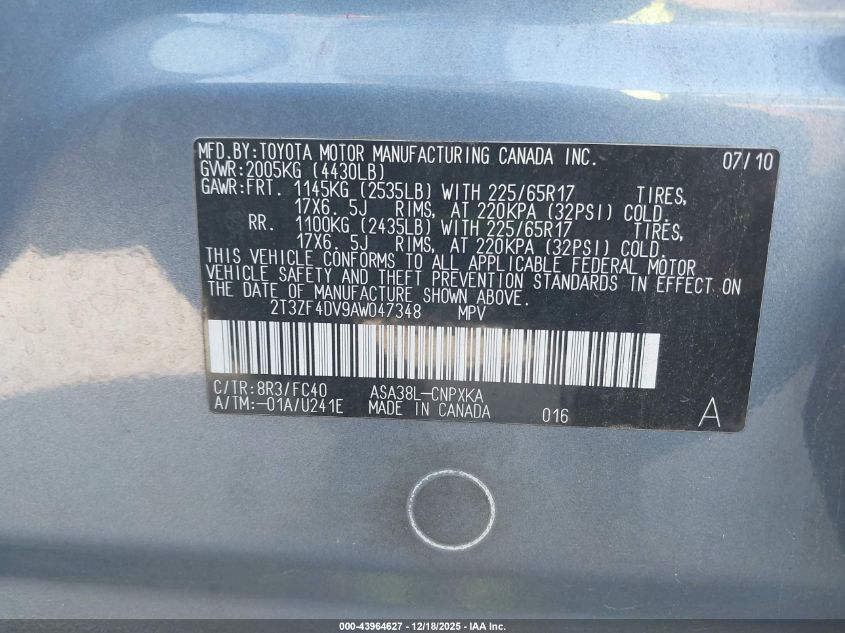 MFD.BY:TOYOTA MOTOR MANUFACTURING CANADA INC. 07/10
GVWR:2005KG (4430LB)
GAWR:FRT. 1145KG (2535LB) WITH 225/65R17 TIRES,
17X6. 5J RIMS, AT 220KPA (32PSI) COLD.
RR. 1100KG (2435LB) WITH 225/65R17 TIRES,
17X6. 5J RIMS, AT 220KPA (32PSI) COLD.
THIS VEHICLE CONFORMS TO ALL APPLICABLE FEDERAL MOTOR
VEHICLE SAFETY AND THEFT PREVENTION STANDARDS IN EFFECT ON
THE DATE OF MANUFACTURE SHOWN ABOVE.
2T3ZF4DV9AW047348 MPV
C/TR:8R3/FC40 ASA38L-CNPXKA
A/TM:-01A/U241E MADE IN CANADA 016 A
000-43964627 - 12/18/2025 - IAA Inc.